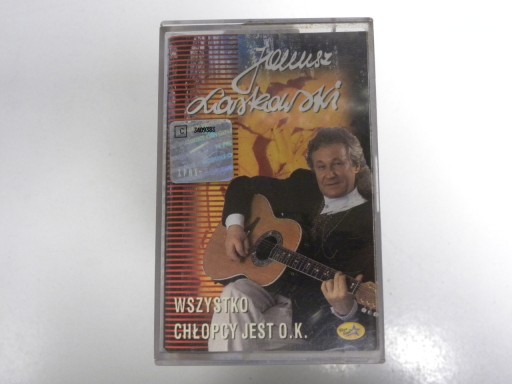 Janusz
Laskowski
C
WSZYSTKO
CHŁOPCY JEST O.K.